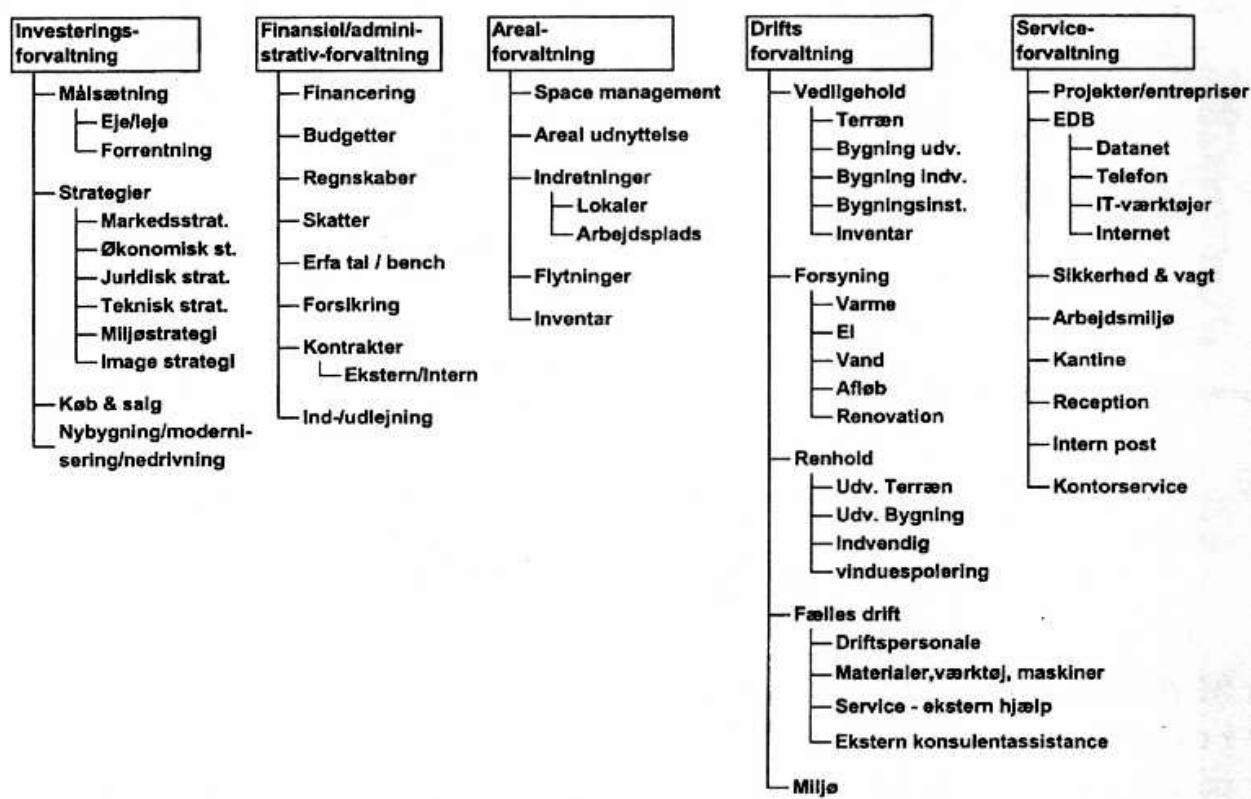 Investerings-
forvaltning
Målsætning
Eje/leje
Forrentning
Strategier
Markedsstrat.
Økonomisk st.
Juridisk strat.
Teknisk strat.
Miljøstrategi
Image strategi
Køb & salg
Nybygning/moderni-
sering/nedrivning
Finansiel/admini-
strativ-forvaltning
Financering
Budgetter
Regnskaber
Skatter
Erfa tal / bench
Forsikring
Kontrakter
Ekstern/Intern
Ind-/udlejning
Areal-
forvaltning
Space management
Areal udnyttelse
Indretninger
Lokaler
Arbejdsplads
Flytninger
Inventar
Drifts
forvaltning
Vedligehold
Terræn
Bygning udv.
Bygning indv.
Bygningsinst.
Inventar
Forsyning
Varme
El
Vand
Afløb
Renovation
Renhold
Udv. Terræn
Udv. Bygning
Indvendig
vinduespolering
Fælles drift
Driftspersonale
Materialer,værktøj, maskiner
Service - ekstern hjælp
Ekstern konsulentassistance
Miljø
Service-
forvaltning
Projekter/entrepriser
EDB
Datanet
Telefon
IT-værktøjer
Internet
Sikkerhed & vagt
Arbejdsmiljø
Kantine
Reception
Intern post
Kontorservice